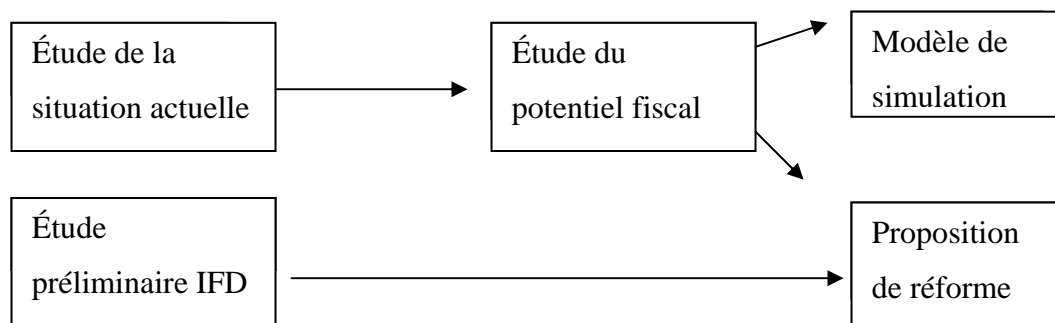 Étude de la
situation actuelle
Étude du
potentiel fiscal
Modèle de
simulation
Étude
préliminaire IFD
Proposition
de réforme